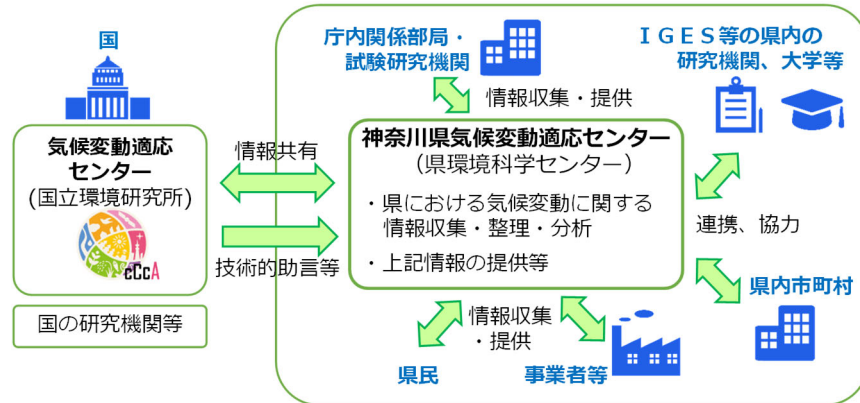 国
気候変動適応
センター
(国立環境研究所)
CCCA
国の研究機関等
情報共有
技術的助言等
庁内関係部局・
試験研究機関
情報収集・提供
ＩＧＥＳ等の県内の
研究機関、大学等
神奈川県気候変動適応センター
（県環境科学センター）
・県における気候変動に関する
情報収集・整理・分析
・上記情報の提供等
連携、協力
県内市町村
情報収集
・提供
県民
事業者等